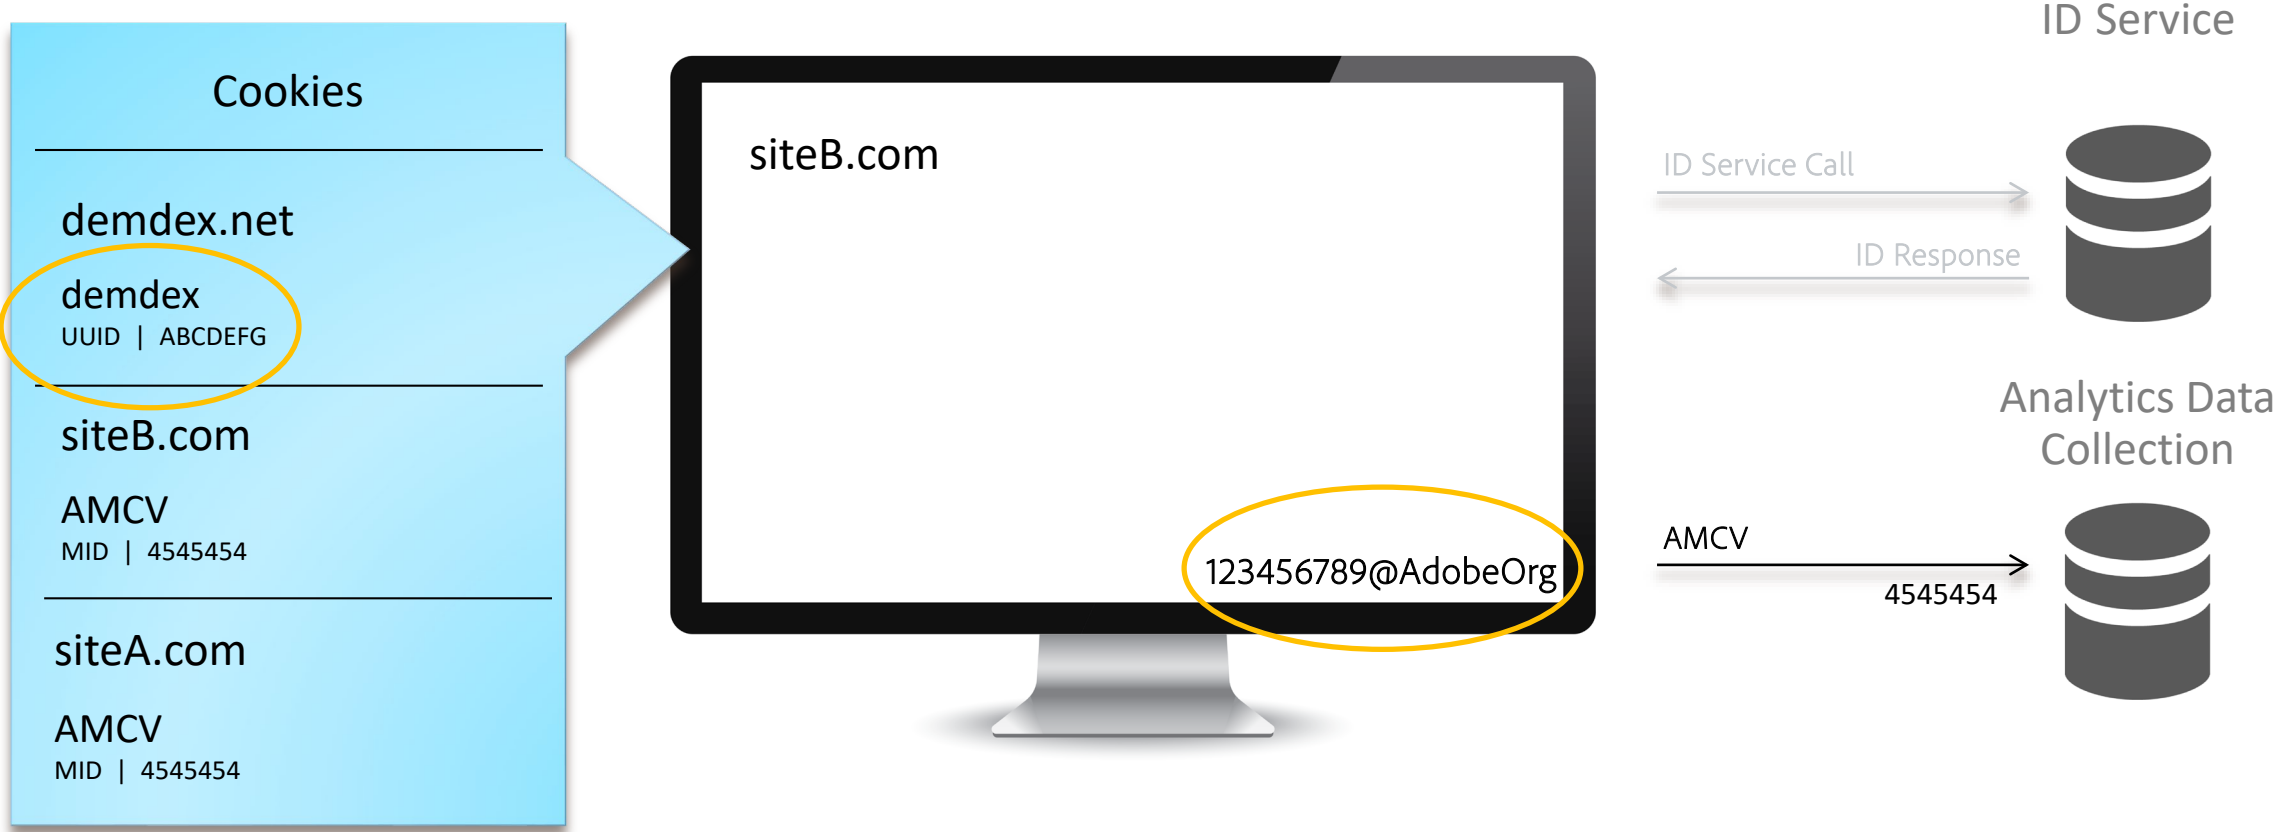 Cookies
demdex.net
demdex
UUID | ABCDEFG
siteB.com
AMCV
MID | 4545454
siteA.com
AMCV
MID | 4545454
siteB.com
123456789@AdobeOrg
ID Service
ID Service Call
ID Response
Analytics Data
Collection
AMCV
4545454